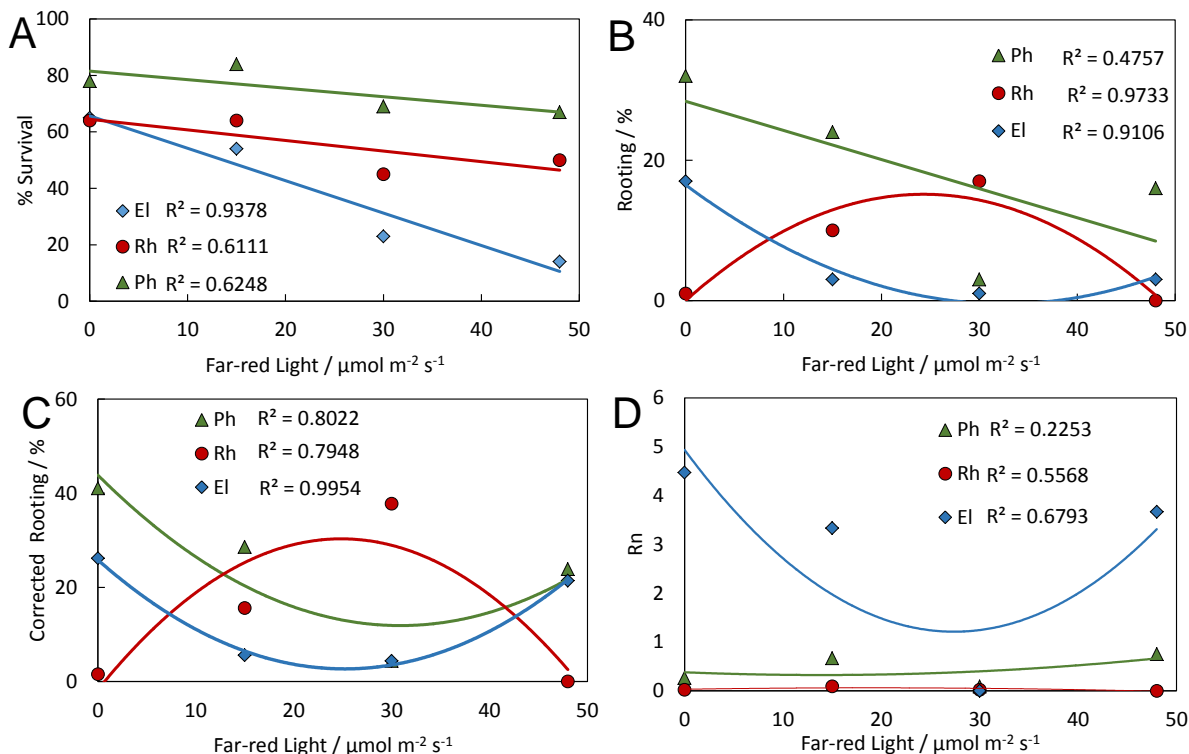 A
100
80
60
40
20
0
% Survival
El R² = 0.9378
Rh R² = 0.6111
Ph R² = 0.6248
0 10 20 30 40 50
Far-red Light / µmol m⁻² s⁻¹
B
40
20
0
Rooting / %
Ph R² = 0.4757
Rh R² = 0.9733
El R² = 0.9106
0 10 20 30 40 50
Far-red Light / µmol m⁻² s⁻¹
C
60
40
20
0
Corrected Rooting / %
Ph R² = 0.8022
Rh R² = 0.7948
El R² = 0.9954
0 10 20 30 40 50
Far-red Light / µmol m⁻² s⁻¹
D
6
5
4
3
2
1
0
Rn
Ph R² = 0.2253
Rh R² = 0.5568
El R² = 0.6793
0 10 20 30 40 50
Far-red Light / µmol m⁻² s⁻¹